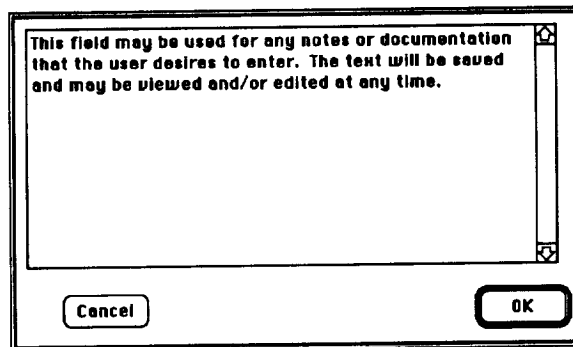 This field may be used for any notes or documentation
that the user desires to enter. The text will be saved
and may be viewed and/or edited at any time.
Cancel
OK